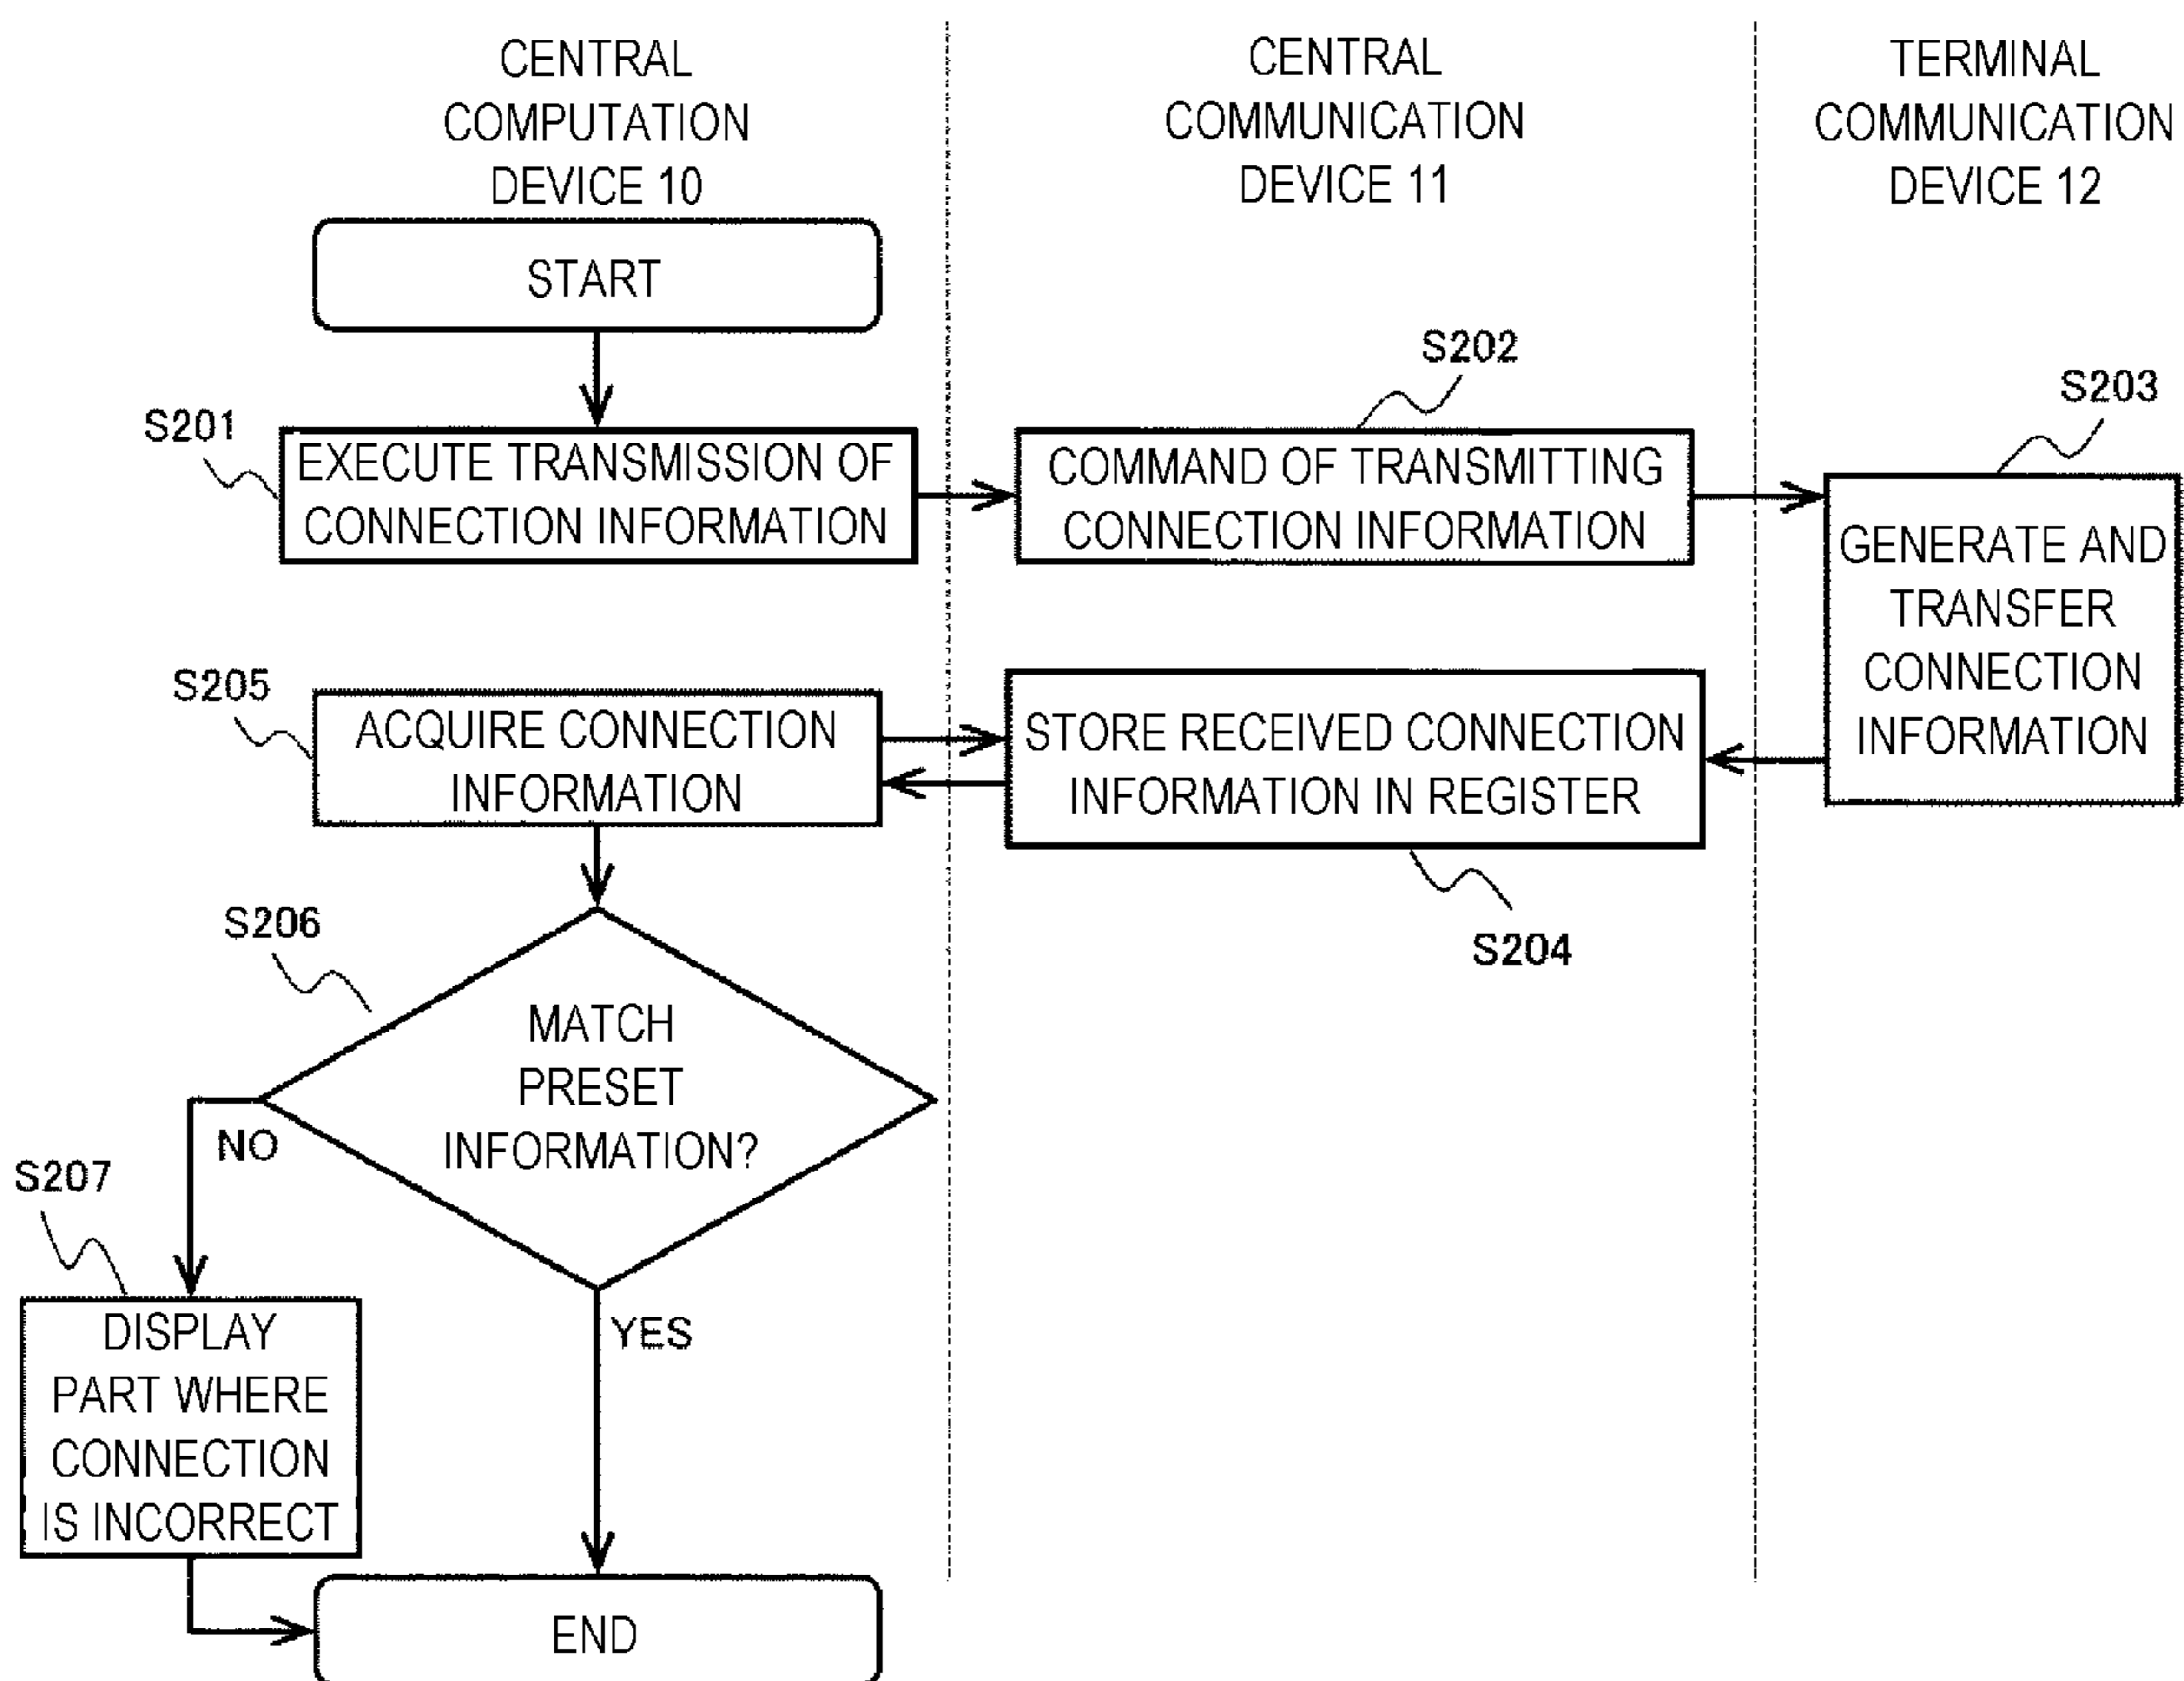 CENTRAL
COMPUTATION
DEVICE 10
CENTRAL
COMMUNICATION
DEVICE 11
TERMINAL
COMMUNICATION
DEVICE 12
START
S201
EXECUTE TRANSMISSION OF
CONNECTION INFORMATION
S202
COMMAND OF TRANSMITTING
CONNECTION INFORMATION
S203
GENERATE AND
TRANSFER
CONNECTION
INFORMATION
S205
ACQUIRE CONNECTION
INFORMATION
STORE RECEIVED CONNECTION
INFORMATION IN REGISTER
S204
S206
MATCH
PRESET
INFORMATION?
NO
YES
S207
DISPLAY
PART WHERE
CONNECTION
IS INCORRECT
END